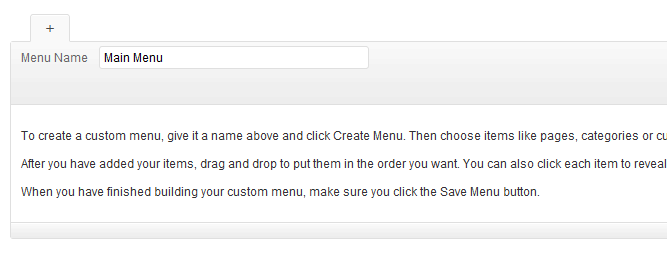 +
Menu Name Main Menu
To create a custom menu, give it a name above and click Create Menu. Then choose items like pages, categories or
After you have added your items, drag and drop to put them in the order you want. You can also click each item to reveal
When you have finished building your custom menu, make sure you click the Save Menu button.